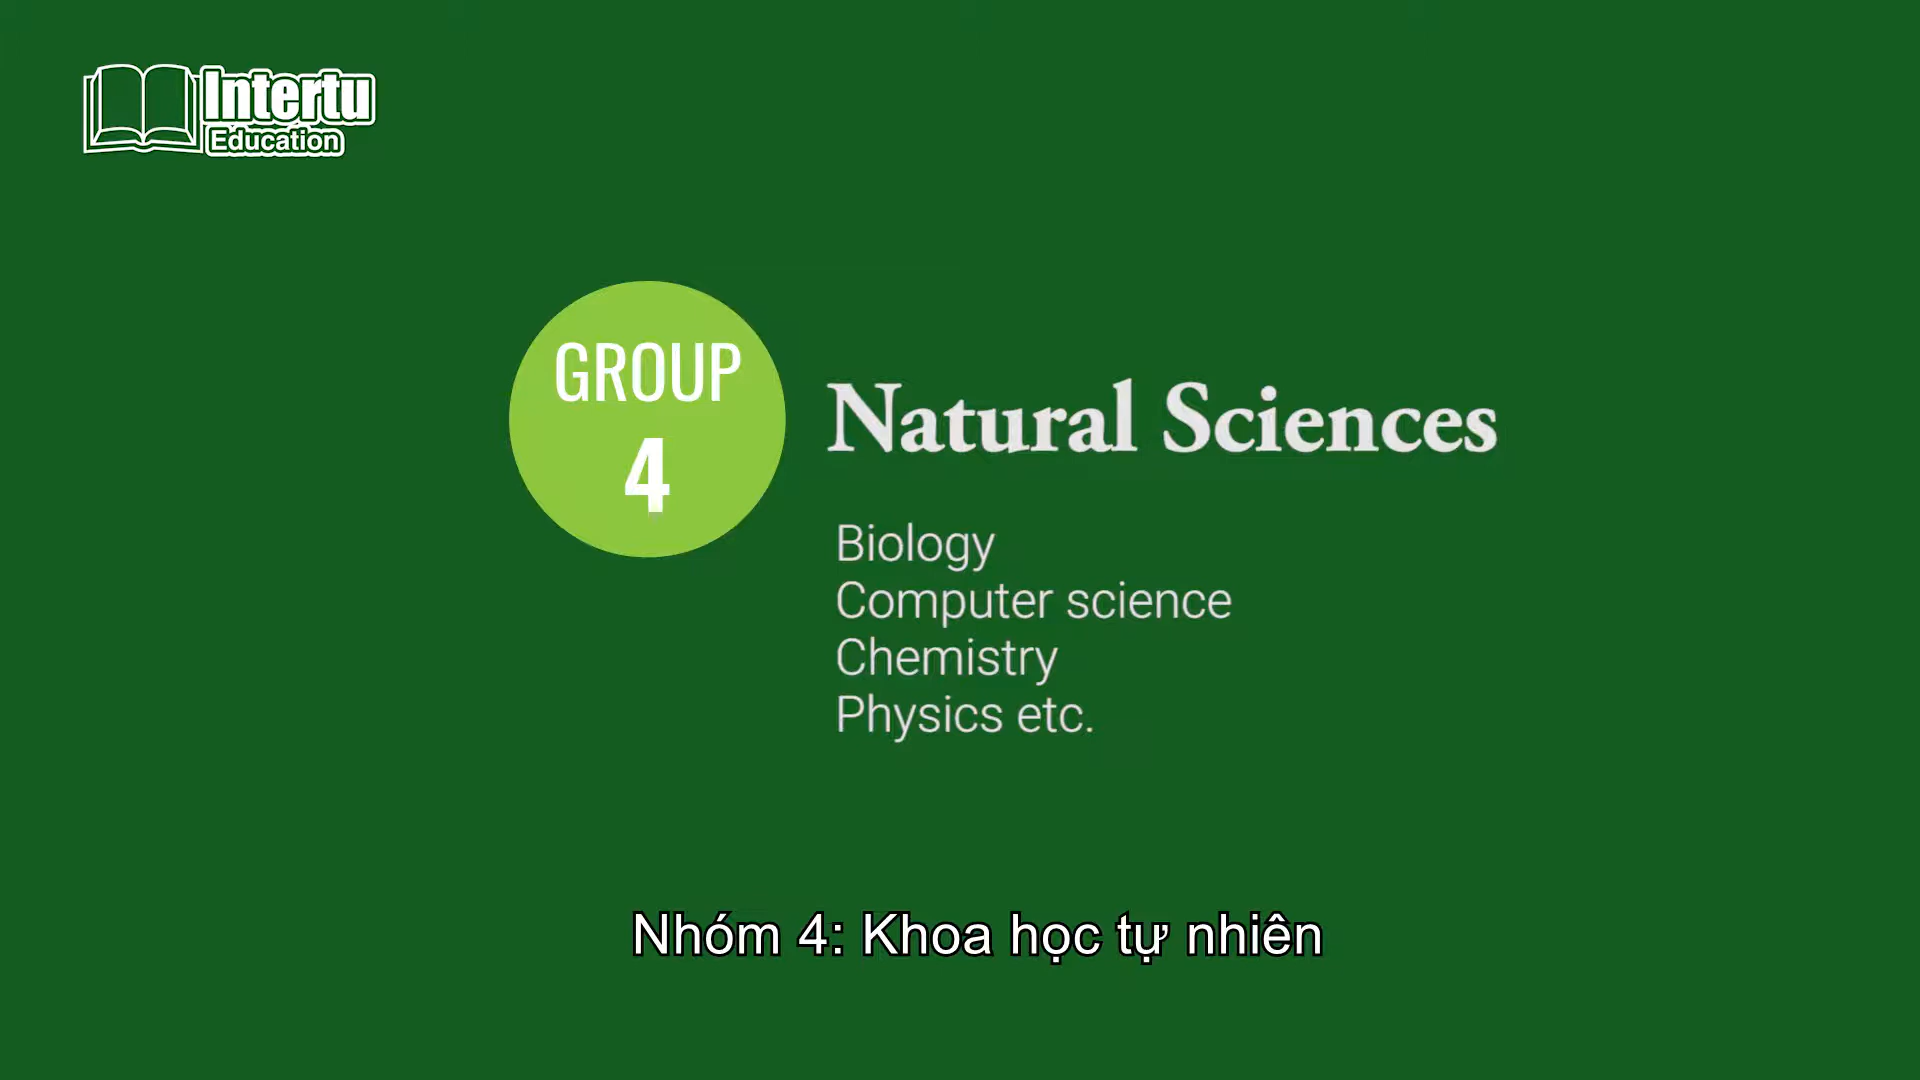 Intertu
Education
GROUP
4
Natural Sciences
Biology
Computer science
Chemistry
Physics etc.
Nhóm 4: Khoa học tự nhiên